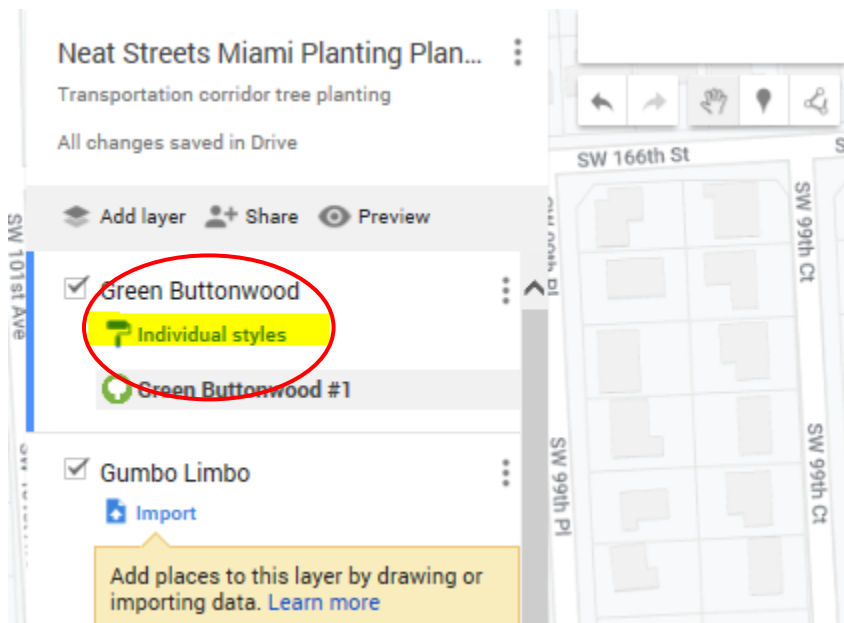 Neat Streets Miami Planting Plan...
Transportation corridor tree planting
All changes saved in Drive
Add layer Share Preview
Green Buttonwood
Individual styles
Green Buttonwood #1
Gumbo Limbo
Import
Add places to this layer by drawing or
importing data. Learn more
SW 101st Ave
SW 166th St
S
SW 99th Ct
SW 99th Pl
SW 99th Ct